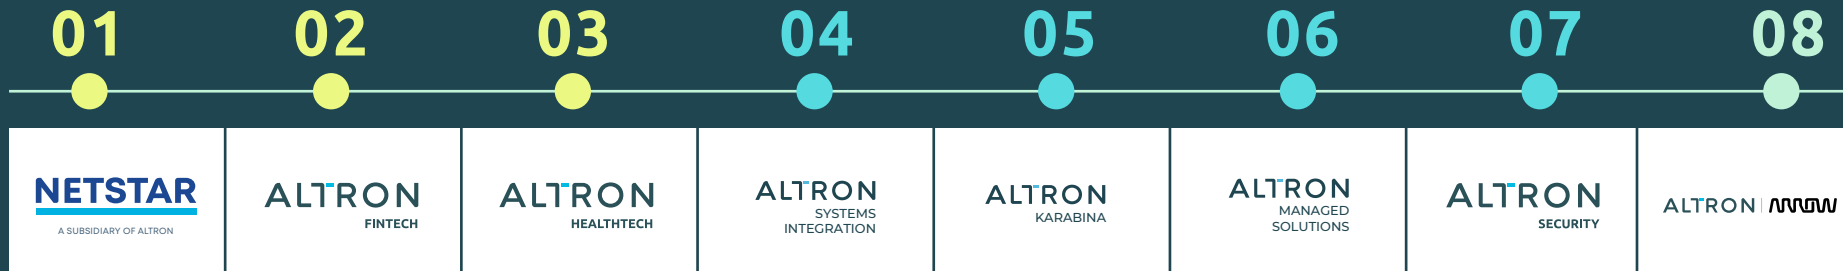 01 02 03 04 05 06 07 08
NETSTAR
A SUBSIDIARY OF ALTRON
ALTRON
FINTECH
ALTRON
HEALTHTECH
ALTRON
SYSTEMS
INTEGRATION
ALTRON
KARABINA
ALTRON
MANAGED
SOLUTIONS
ALTRON
SECURITY
ALTRON | ARROW